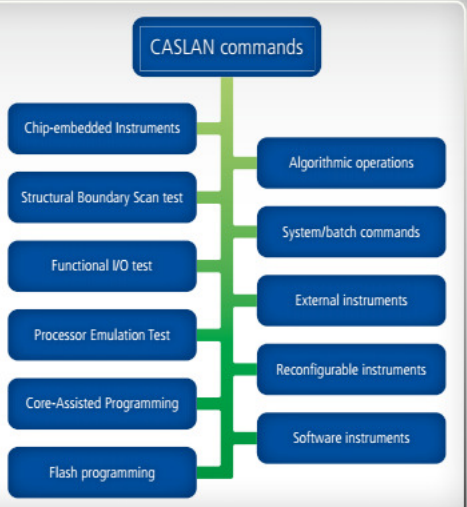 CASLAN commands
Chip-embedded Instruments
Algorithmic operations
Structural Boundary Scan test
System/batch commands
Functional I/O test
External instruments
Processor Emulation Test
Reconfigurable instruments
Core-Assisted Programming
Software instruments
Flash programming